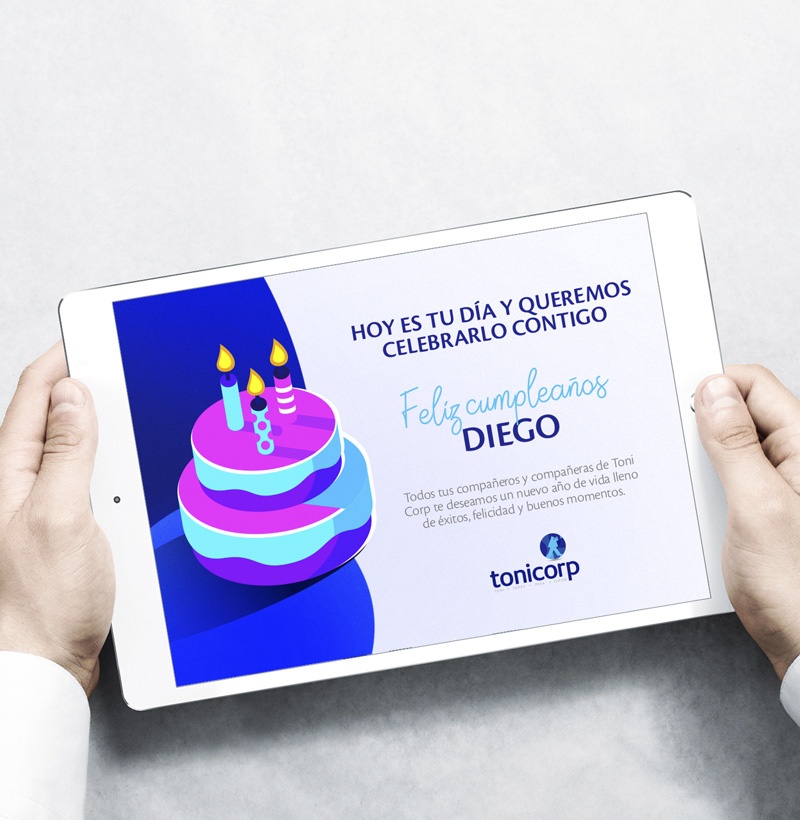 HOY ES TU DÍA Y QUEREMOS
CELEBRARLO CONTIGO
Feliz cumpleaños
DIEGO
Todos tus compañeros y compañeras de Toni
Corp te deseamos un nuevo año de vida lleno
de éxitos, felicidad y buenos momentos.
tonicorp